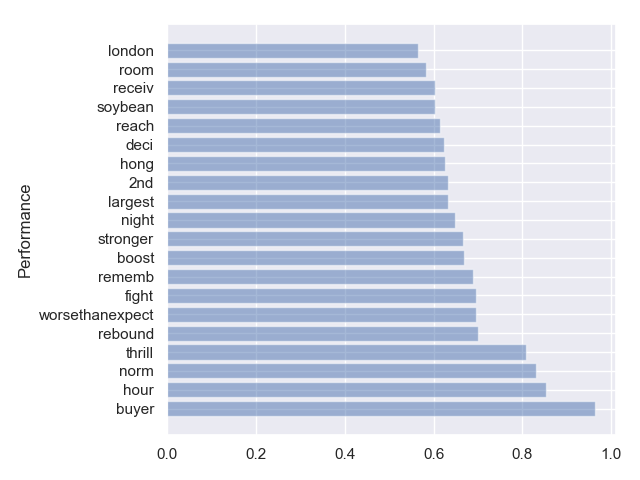 london
room
receiv
soybean
reach
deci
hong
2nd
largest
night
stronger
boost
rememb
fight
worsethanexpect
rebound
thrill
norm
hour
buyer
Performance
0.0 0.2 0.4 0.6 0.8 1.0